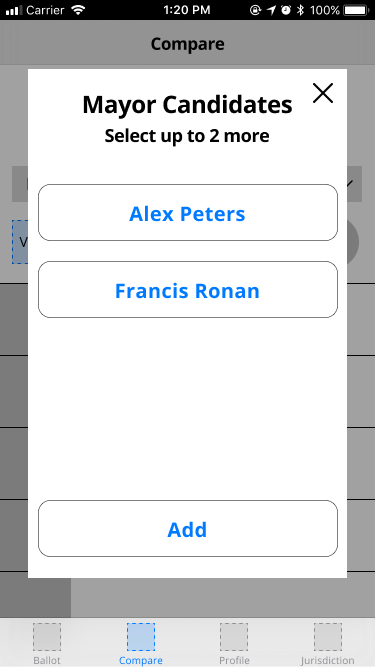 Carrier 1:20 PM 100%
Compare
Mayor Candidates
Select up to 2 more
V
Alex Peters
Francis Ronan
Add
Ballot Compare Profile Jurisdiction